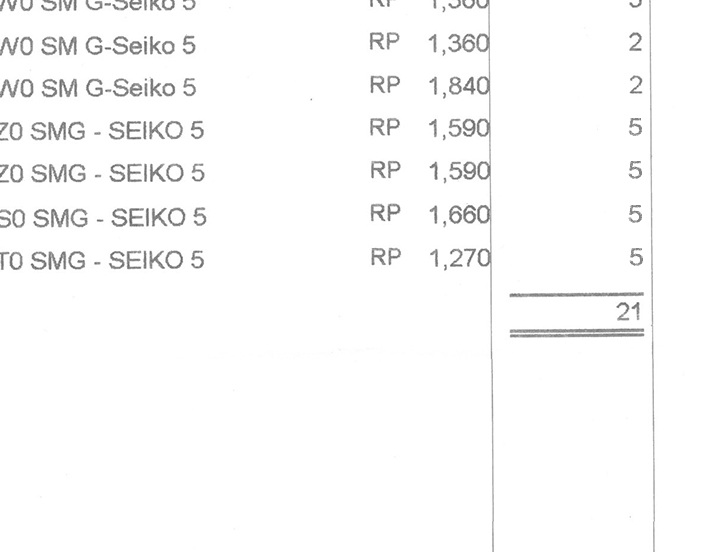 W0 SM G-Seiko 5 RP 1,360
W0 SM G-Seiko 5 RP 1,360 2
W0 SM G-Seiko 5 RP 1,840 2
Z0 SMG - SEIKO 5 RP 1,590 5
Z0 SMG - SEIKO 5 RP 1,590 5
S0 SMG - SEIKO 5 RP 1,660 5
T0 SMG - SEIKO 5 RP 1,270 5
21